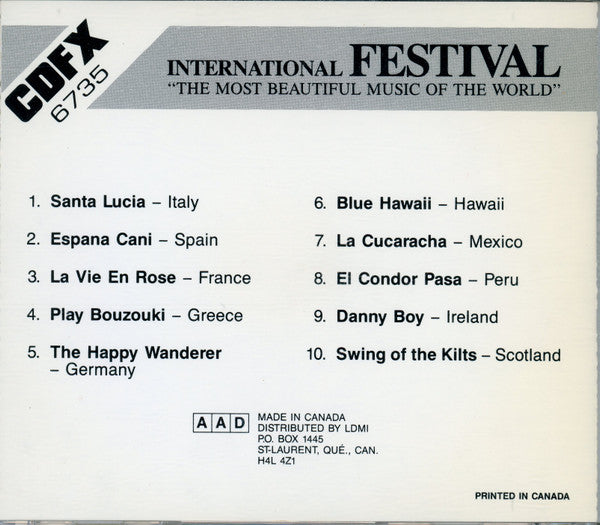 CDFX
6735
INTERNATIONAL FESTIVAL
"THE MOST BEAUTIFUL MUSIC OF THE WORLD"
1. Santa Lucia – Italy
2. Espana Cani – Spain
3. La Vie En Rose – France
4. Play Bouzouki – Greece
5. The Happy Wanderer
– Germany
6. Blue Hawaii – Hawaii
7. La Cucaracha – Mexico
8. El Condor Pasa – Peru
9. Danny Boy – Ireland
10. Swing of the Kilts – Scotland
AAD
MADE IN CANADA
DISTRIBUTED BY LDMI
P.O. BOX 1445
ST-LAURENT, QUÉ., CAN.
H4L 4Z1
PRINTED IN CANADA